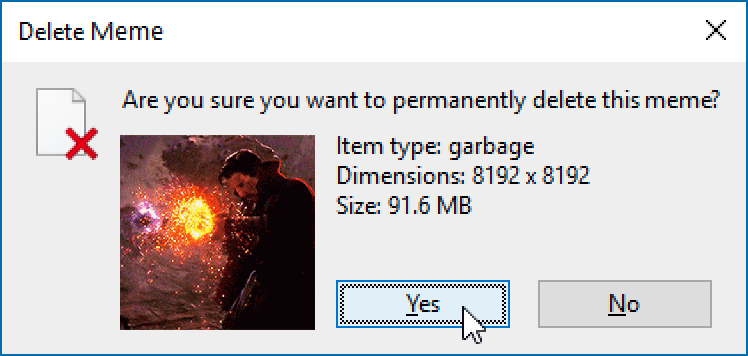 Delete Meme
Are you sure you want to permanently delete this meme?
Item type: garbage
Dimensions: 8192 x 8192
Size: 91.6 MB
Yes
No